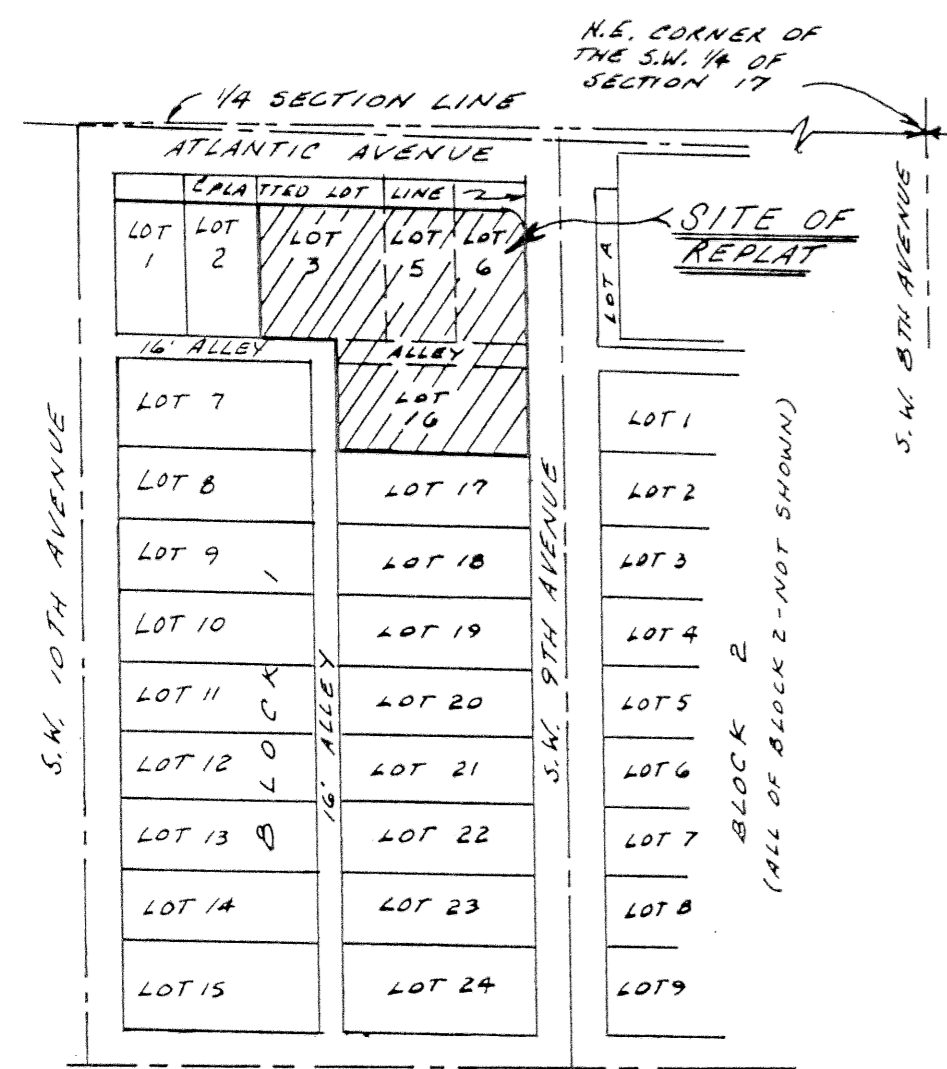 N.E. CORNER OF
THE S.W. 1/4 OF
SECTION 17
1/4 SECTION LINE
ATLANTIC AVENUE
PLATTED LOT LINE
SITE OF
REPLAT
LOT
1
LOT
2
LOT
3
LOT
5
LOT
6
LOT A
S.W. 8TH AVENUE
16' ALLEY
ALLEY
LOT
16
LOT 7
LOT 8
LOT 9
LOT 10
LOT 11
LOT 12
LOT 13
LOT 14
LOT 15
S.W. 10TH AVENUE
BLOCK 1
16' ALLEY
LOT 17
LOT 18
LOT 19
LOT 20
LOT 21
LOT 22
LOT 23
LOT 24
S.W. 9TH AVENUE
LOT 1
LOT 2
LOT 3
LOT 4
LOT 5
LOT 6
LOT 7
LOT 8
LOT 9
BLOCK 2
(ALL OF BLOCK 2 - NOT SHOWN)